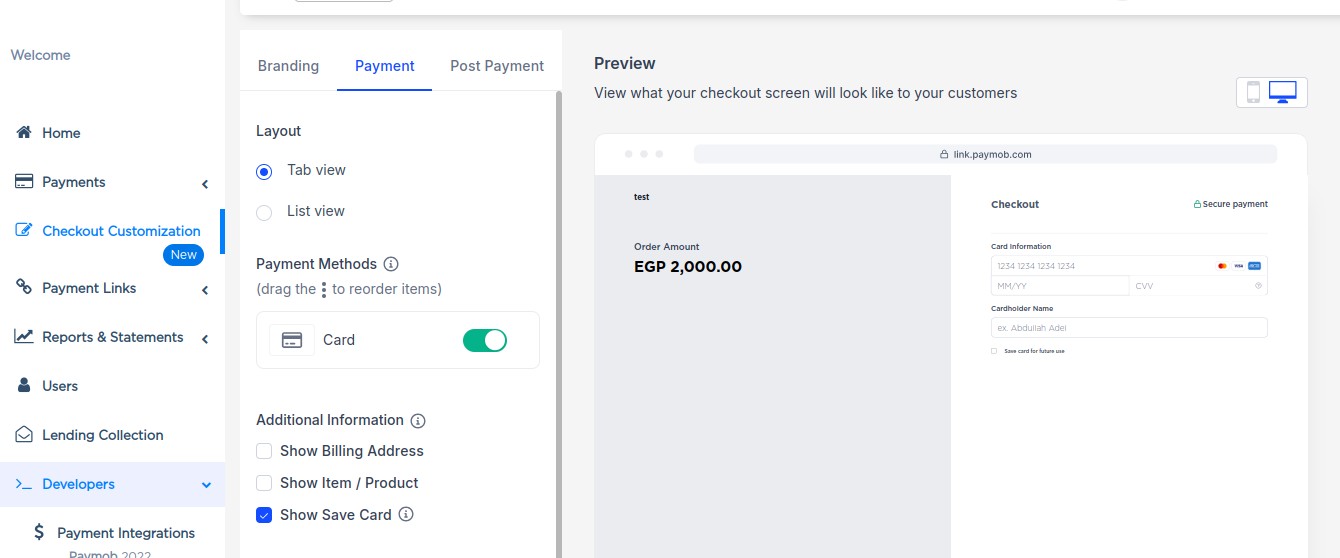 Welcome
Home
Payments
Checkout Customization
New
Payment Links
Reports & Statements
Users
Lending Collection
Developers
Payment Integrations
Paymob 2022
Branding
Payment
Post Payment
Layout
Tab view
List view
Payment Methods
(drag the to reorder items)
Card
Additional Information
Show Billing Address
Show Item / Product
Show Save Card
Preview
View what your checkout screen will look like to your customers
link.paymob.com
test
Order Amount
EGP 2,000.00
Checkout
Secure payment
Card Information
1234 1234 1234 1234
VISA
MM/YY
CVV
Cardholder Name
ex. Abdullah Adel
Save card for future use